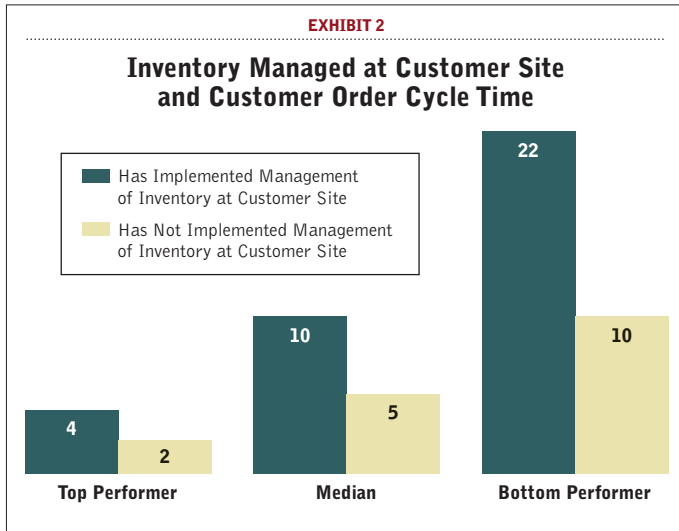 EXHIBIT 2
Inventory Managed at Customer Site
and Customer Order Cycle Time
Has Implemented Management
of Inventory at Customer Site
Has Not Implemented Management
of Inventory at Customer Site
4
2
10
5
22
10
Top Performer
Median
Bottom Performer